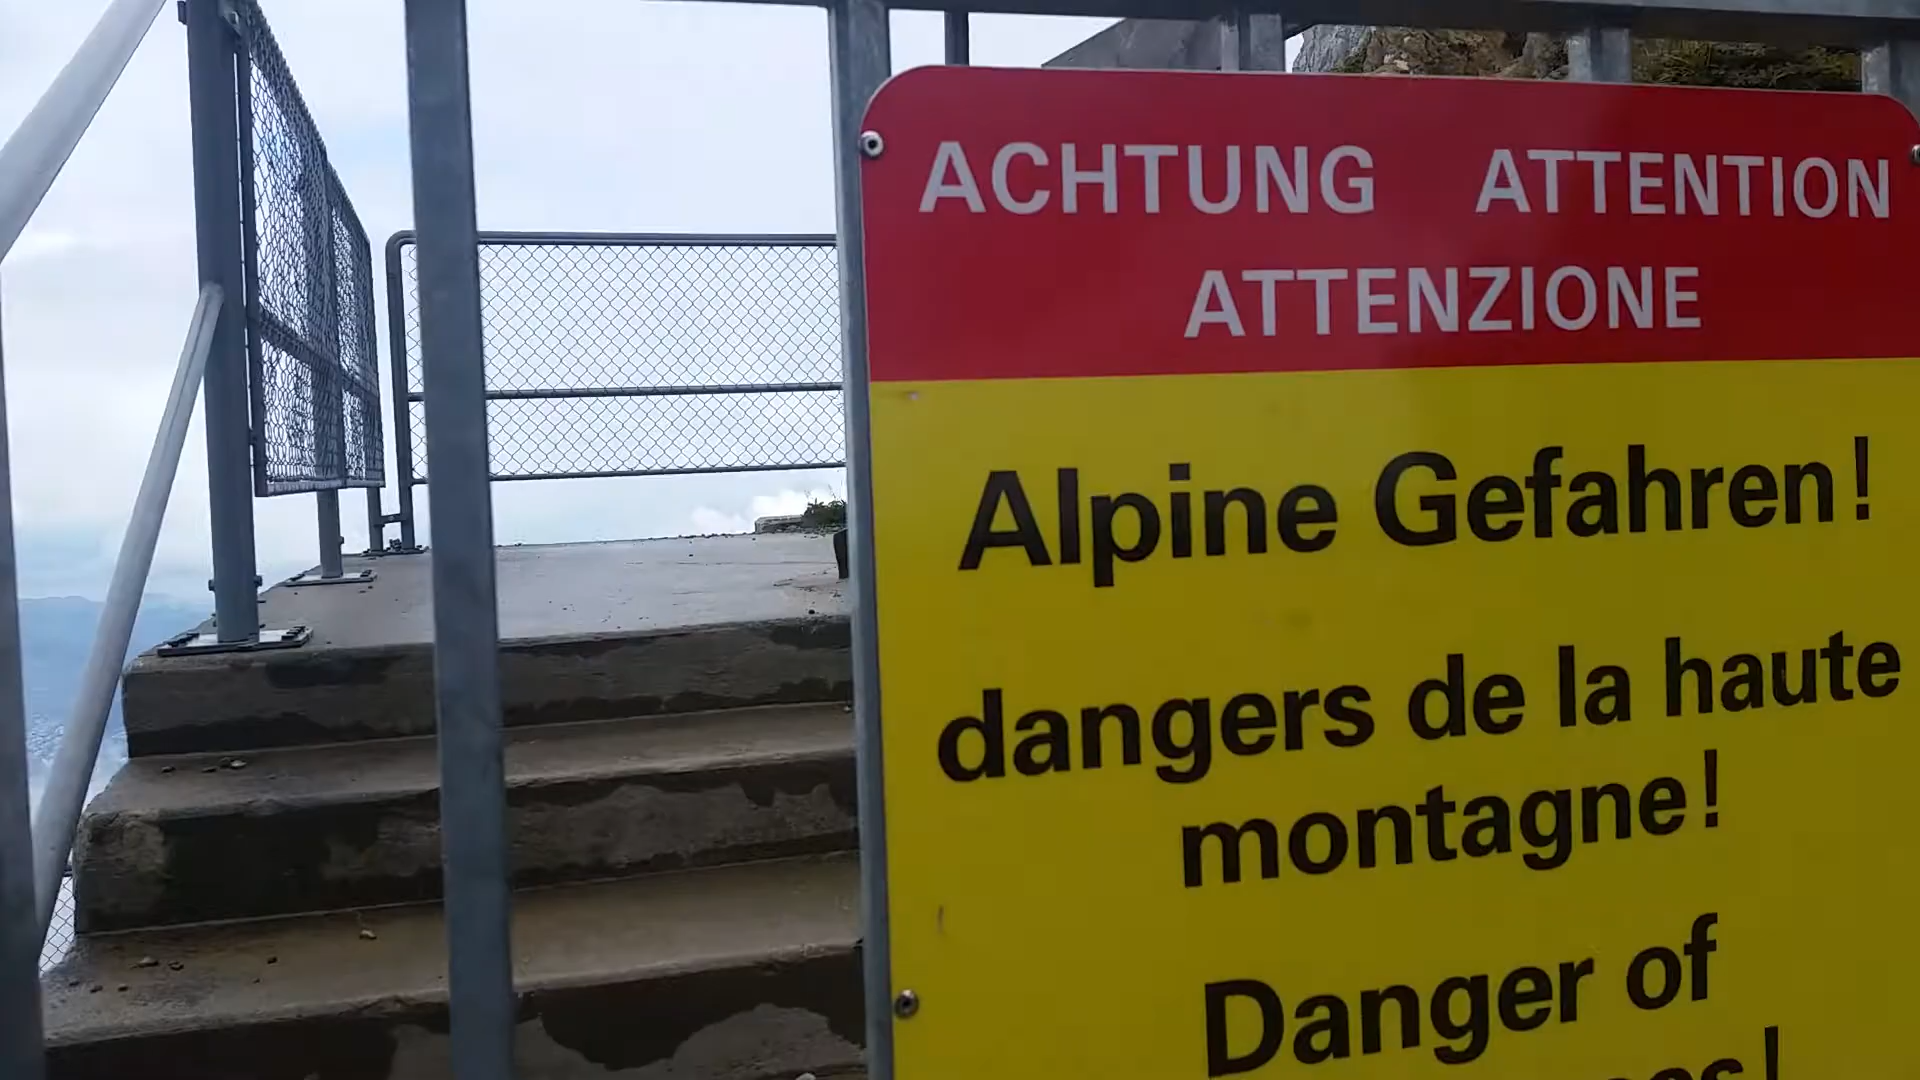 ACHTUNG ATTENTION
ATTENZIONE
Alpine Gefahren!
dangers de la haute
montagne!
Danger of